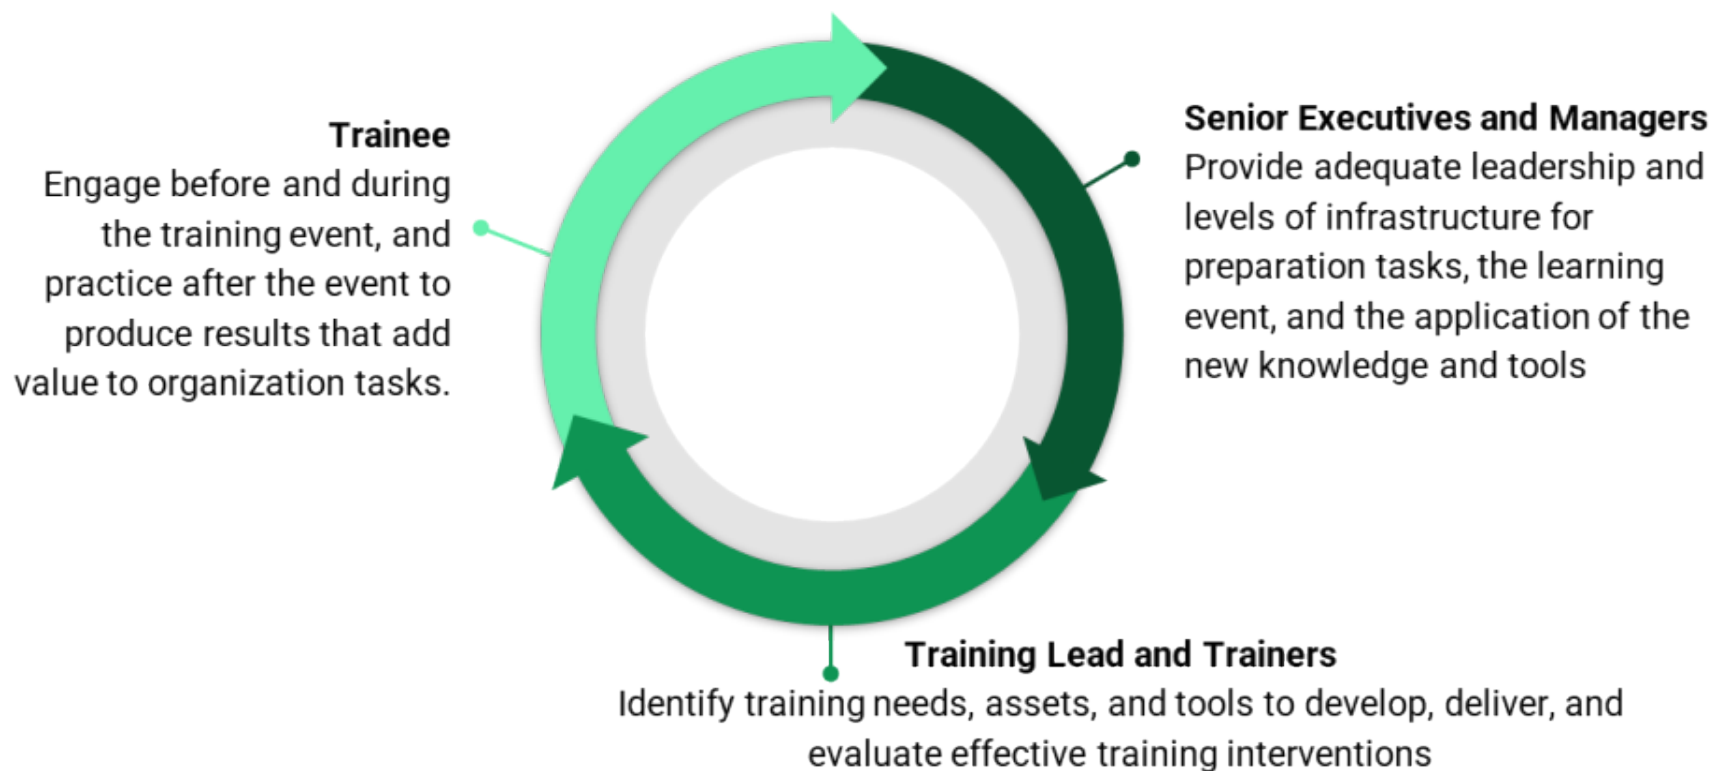 Trainee
Engage before and during
the training event, and
practice after the event to
produce results that add
value to organization tasks.
Senior Executives and Managers
Provide adequate leadership and
levels of infrastructure for
preparation tasks, the learning
event, and the application of the
new knowledge and tools
Training Lead and Trainers
Identify training needs, assets, and tools to develop, deliver, and
evaluate effective training interventions